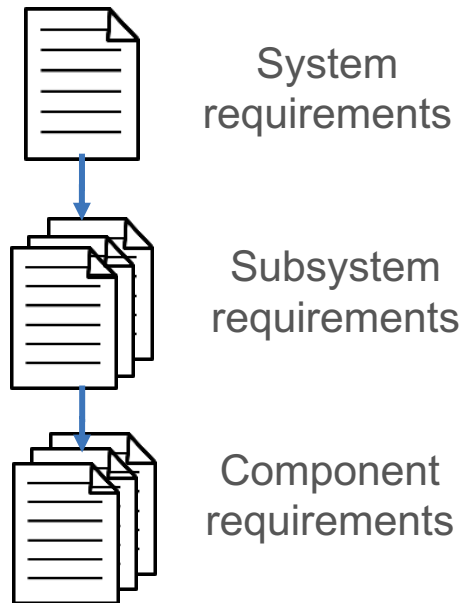 System
requirements
Subsystem
requirements
Component
requirements